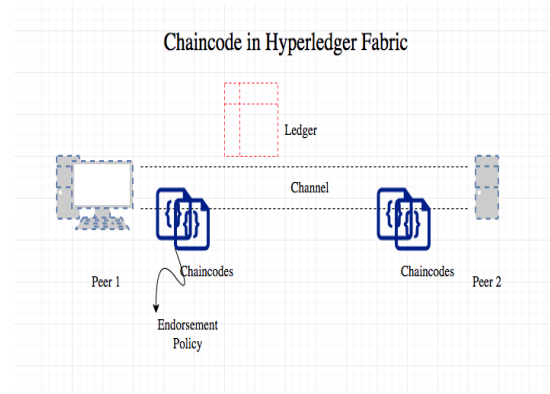 Chaincode in Hyperledger Fabric
Ledger
Channel
{ }
{ }
{ }
{ }
Chaincodes
Chaincodes
Peer 1
Peer 2
Endorsement
Policy